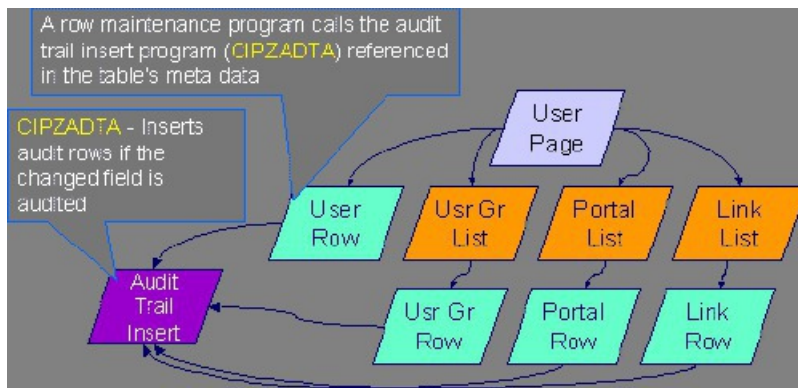 A row maintenance program calls the audit
trail insert program (CIPZADTA) referenced
in the table's meta data
CIPZADTA - Inserts
audit rows if the
changed field is
audited
User
Page
User
Row
Usr Gr
List
Portal
List
Link
List
Audit
Trail
Insert
Usr Gr
Row
Portal
Row
Link
Row